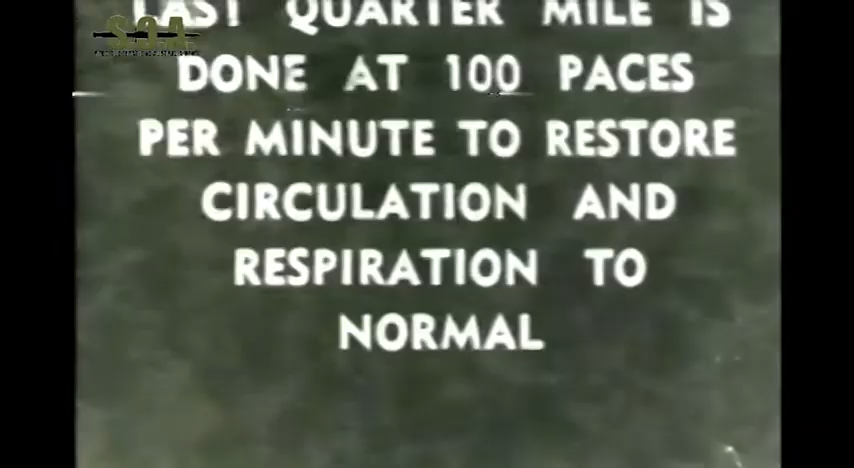 S.O.A.
LAST QUARTER MILE IS
DONE AT 100 PACES
PER MINUTE TO RESTORE
CIRCULATION AND
RESPIRATION TO
NORMAL